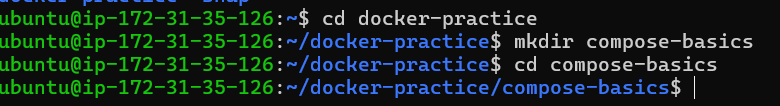 ubuntu@ip-172-31-35-126:~$ cd docker-practice
ubuntu@ip-172-31-35-126:~/docker-practice$ mkdir compose-basics
ubuntu@ip-172-31-35-126:~/docker-practice$ cd compose-basics
ubuntu@ip-172-31-35-126:~/docker-practice/compose-basics$